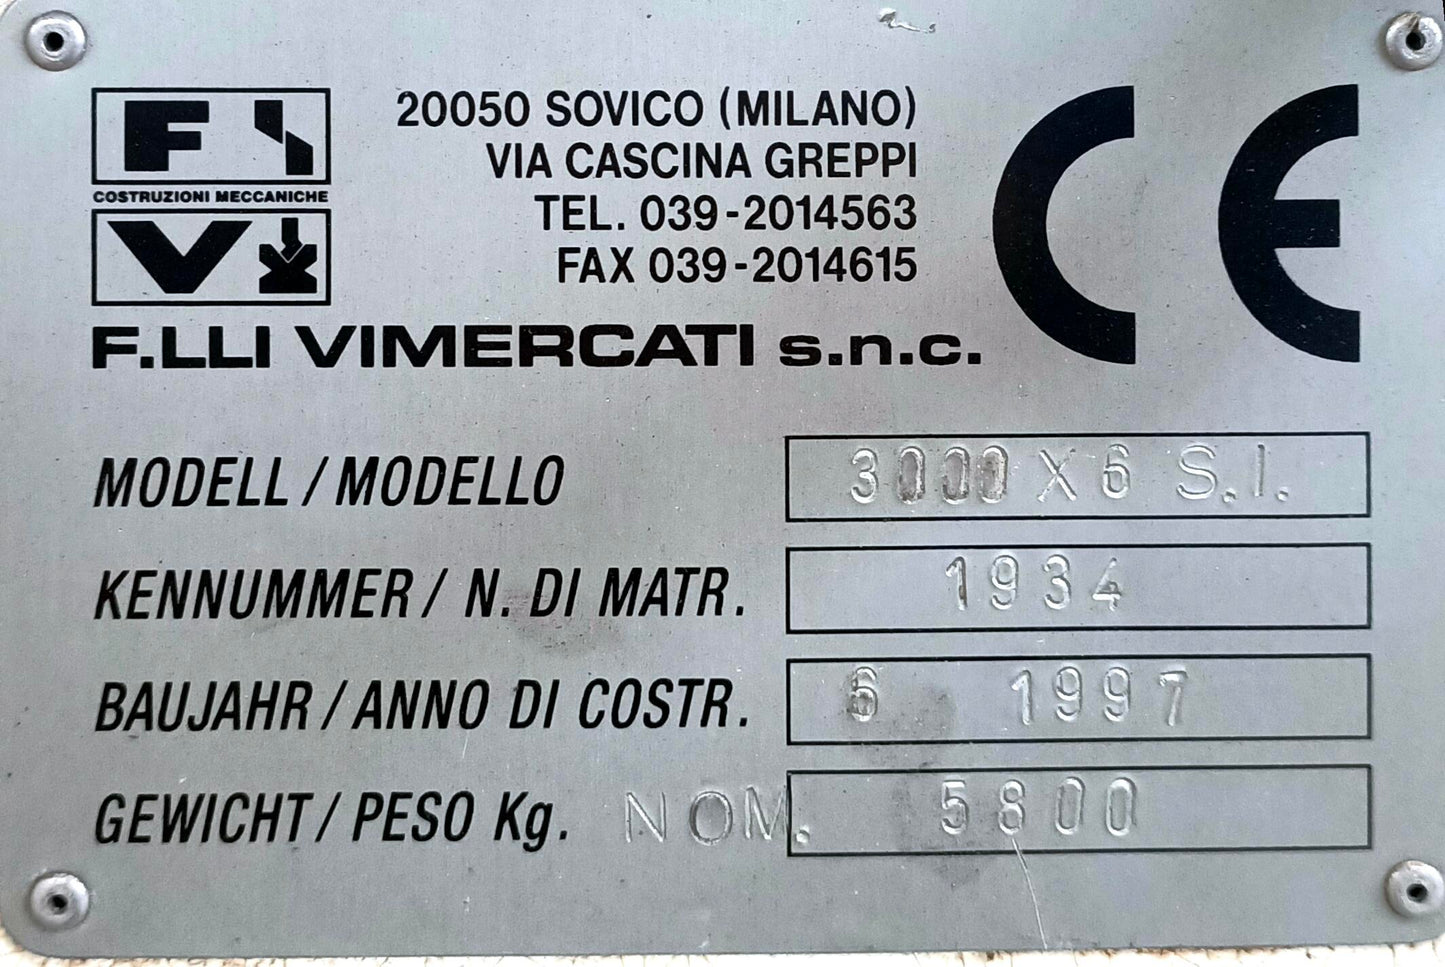 F
COSTRUZIONI MECCANICHE
V
20050 SOVICO (MILANO)
VIA CASCINA GREPPI
TEL. 039-2014563
FAX 039-2014615
CE
F.LLI VIMERCATI s.n.c.
MODELL / MODELLO 3000 X 6 S.I.
KENNUMMER / N. DI MATR. 1934
BAUJAHR / ANNO DI COSTR. 6 1997
GEWICHT / PESO Kg. NOM. 5800